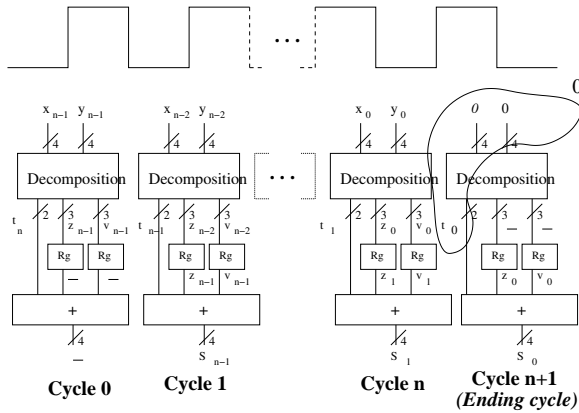 . . .
0
x n−1 y n−1 x n−2 y n−2 x 0 y 0 0 0
4 4 4 4 4 4 4 4
Decomposition Decomposition . . . Decomposition Decomposition
2 3 3 2 3 3 2 3 3 2 3 3
t n z n−1 v n−1 t n−1 z n−2 v n−2 t 1 z 0 v 0 t 0 – –
Rg Rg Rg Rg Rg Rg Rg Rg
– – z n−1 v n−1 z 1 v 1 z 0 v 0
+ + + +
4 4 4 4
– S n−1 S 1 S 0
Cycle 0 Cycle 1 Cycle n Cycle n+1
(Ending cycle)